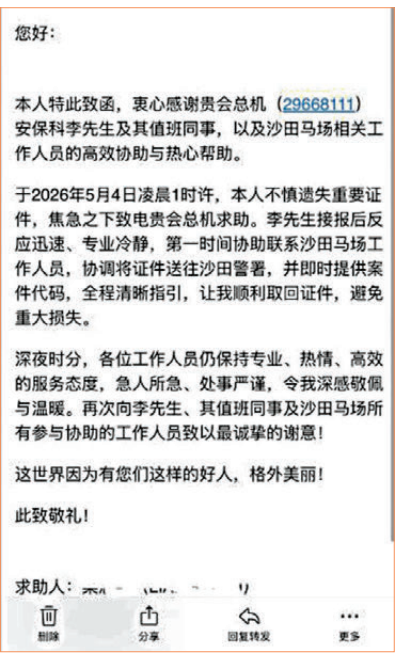 您好：
本人特此致函，衷心感谢贵会总机（29668111）
安保科李先生及其值班同事，以及沙田马场相关工
作人员的高效协助与热心帮助。
于2026年5月4日凌晨1时许，本人不慎遗失重要证
件，焦急之下致电贵会总机求助。李先生接报后反
应迅速、专业冷静，第一时间协助联系沙田马场工
作人员，协调将证件送往沙田警署，并即时提供案
件代码，全程清晰指引，让我顺利取回证件，避免
重大损失。
深夜时分，各位工作人员仍保持专业、热情、高效
的服务态度，急人所急、处事严谨，令我深感敬佩
与温暖。再次向李先生、其值班同事及沙田马场所
有参与协助的工作人员致以最诚挚的谢意！
这世界因为有您们这样的好人，格外美丽！
此致敬礼！
求助人：
删除 分享 回复转发 更多